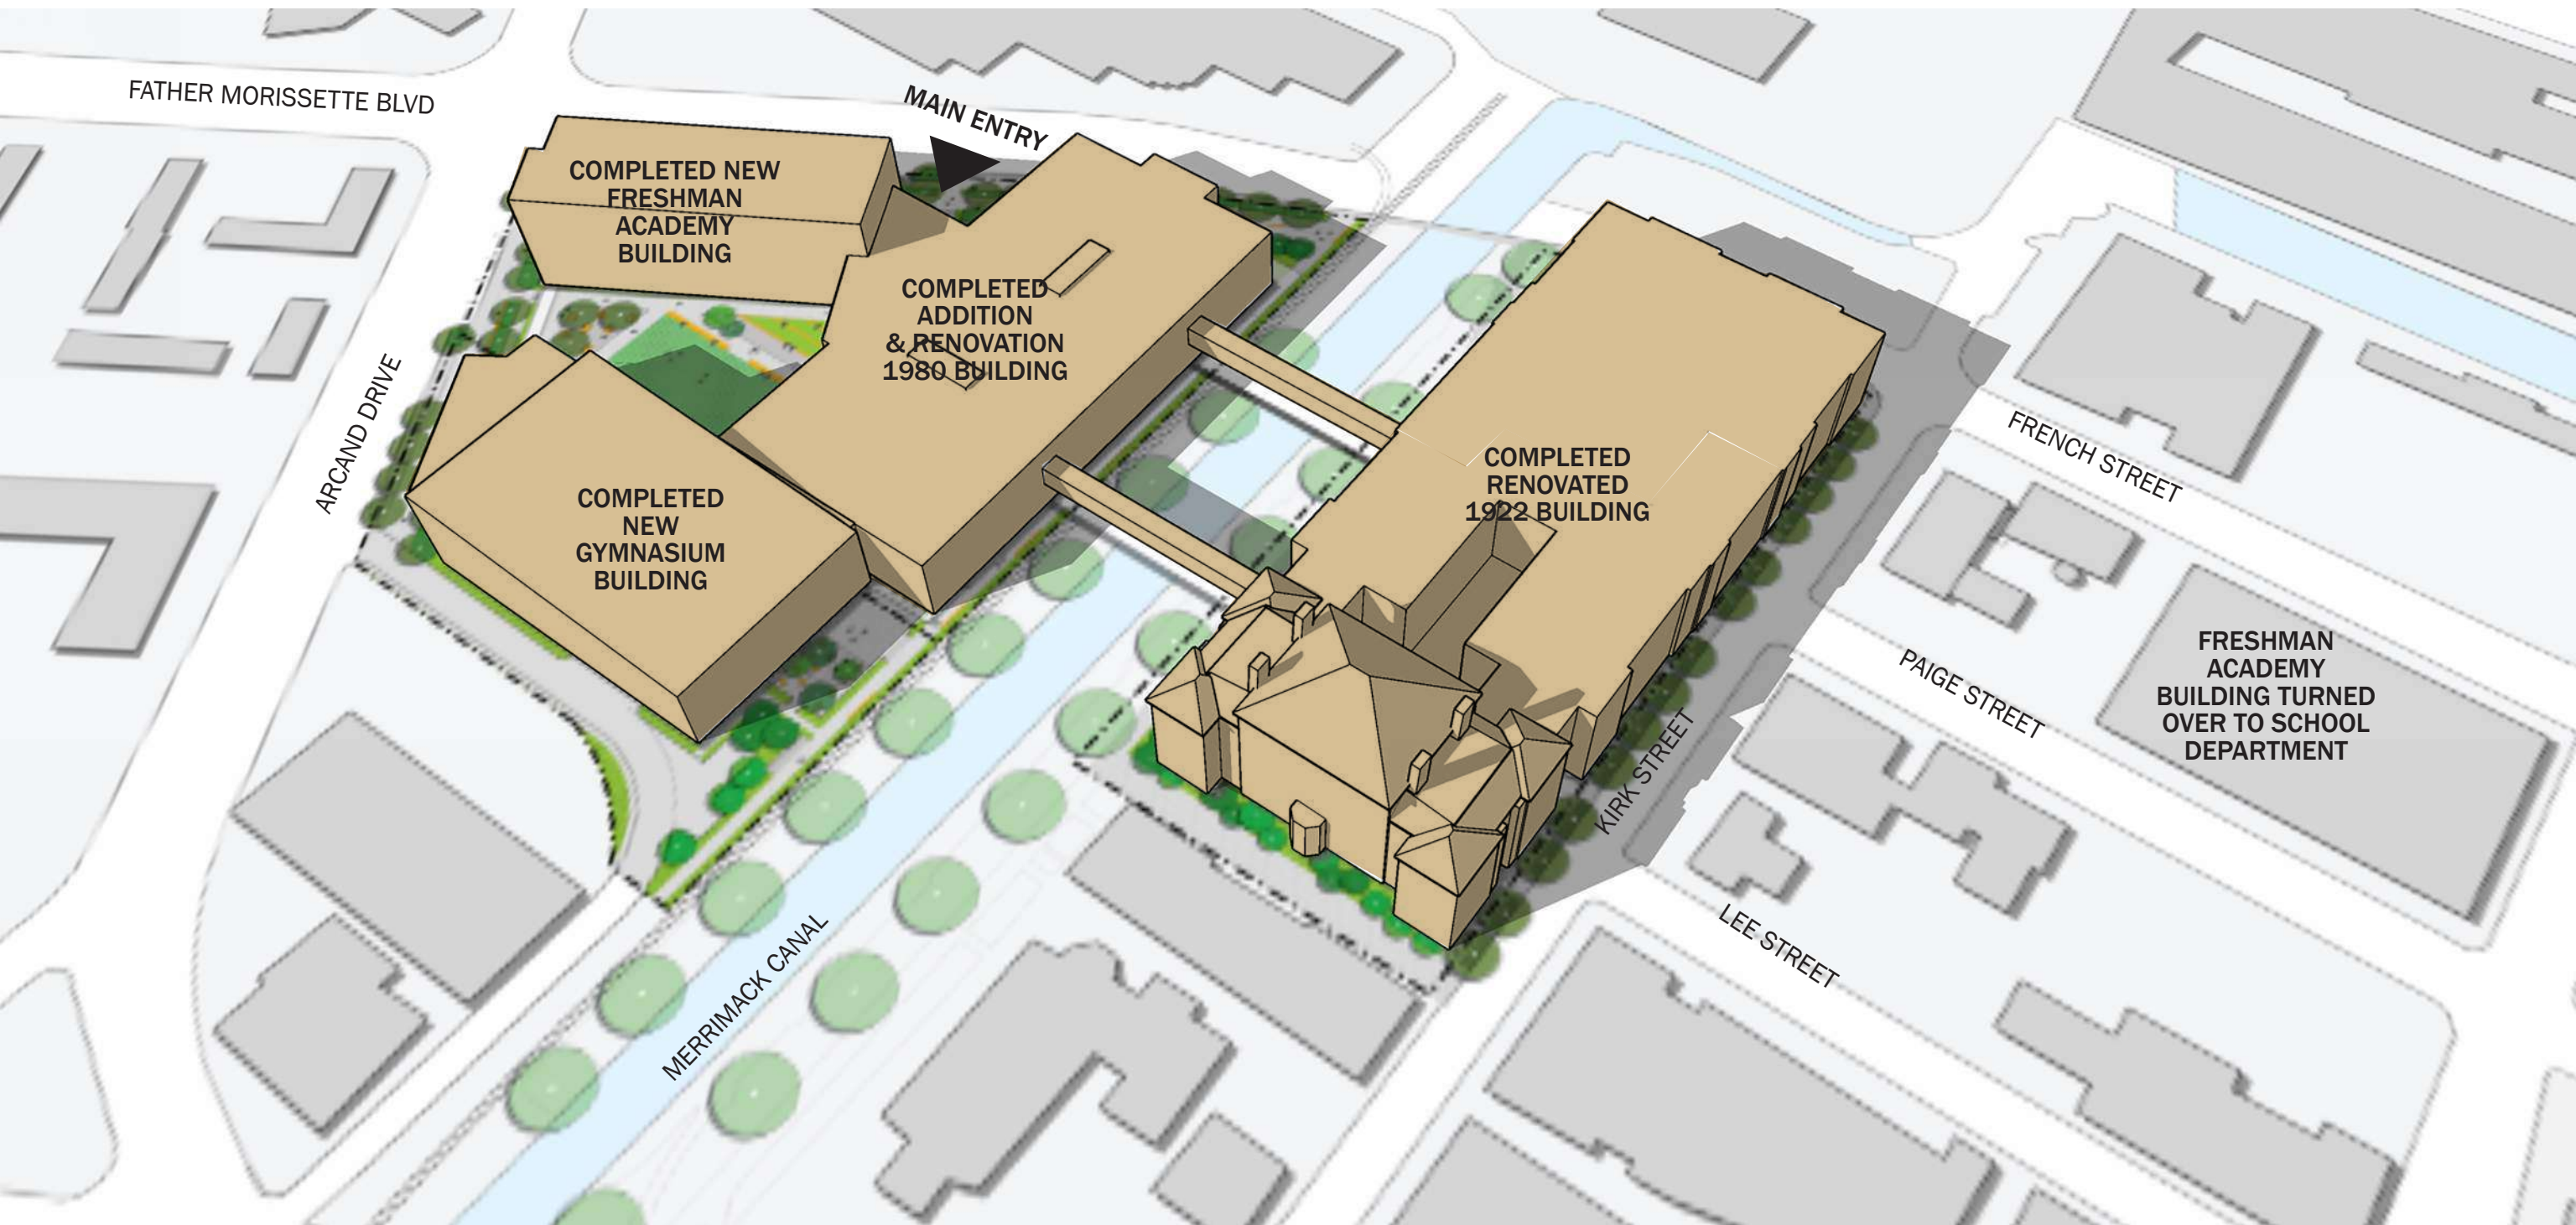 FATHER MORISSETTE BLVD
MAIN ENTRY
COMPLETED NEW
FRESHMAN
ACADEMY
BUILDING
COMPLETED
ADDITION
& RENOVATION
1980 BUILDING
ARCAND DRIVE
COMPLETED
NEW
GYMNASIUM
BUILDING
COMPLETED
RENOVATED
1922 BUILDING
FRENCH STREET
PAIGE STREET
FRESHMAN
ACADEMY
BUILDING TURNED
OVER TO SCHOOL
DEPARTMENT
KIRK STREET
LEE STREET
MERRIMACK CANAL